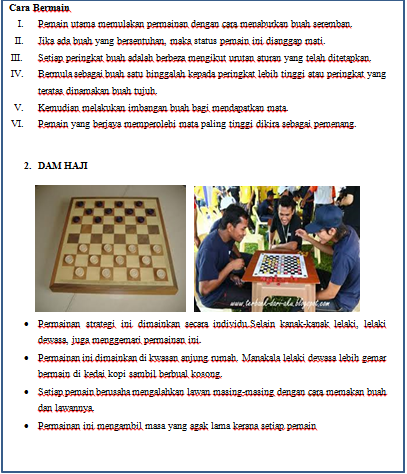 Cara Bermain
I. Pemain utama memulakan permainan dengan cara menaburkan buah seremban.
II. Jika ada buah yang bersentuhan, maka status pemain ini dianggap mati.
III. Setiap peringkat buah adalah berbeza mengikut urutan aturan yang telah ditetapkan.
IV. Bermula sebagai buah satu hinggalah kepada peringkat lebih tinggi atau peringkat yang
teratas dinamakan buah tujuh.
V. Kemudian melakukan imbangan buah bagi mendapatkan mata.
VI. Pemain yang berjaya memperolehi mata paling tinggi dikira sebagai pemenang.
2. DAM HAJI
www.terbaek-dari-aku.blogspot.com
• Permainan strategi ini dimainkan secara individu.Selain kanak-kanak lelaki, lelaki
dewasa, juga menggemari permainan ini.
• Permainan ini dimainkan di kwasan anjung rumah. Manakala lelaki dewasa lebih gemar
bermain di kedai kopi sambil berbual kosong.
• Setiap pemain berusaha mengalahkan lawan masing-masing dengan cara memakan buah
dan lawannya.
• Permainan ini mengambil masa yang agak lama kerana setiap pemain